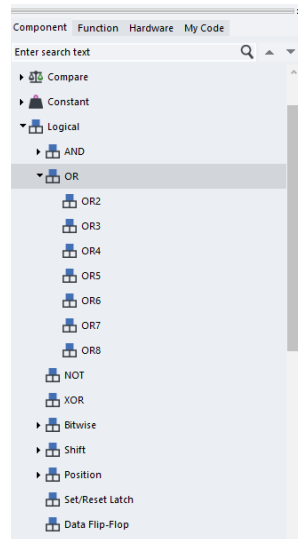 Component Function Hardware My Code
Enter search text
Compare
Constant
Logical
AND
OR
OR2
OR3
OR4
OR5
OR6
OR7
OR8
NOT
XOR
Bitwise
Shift
Position
Set/Reset Latch
Data Flip-Flop